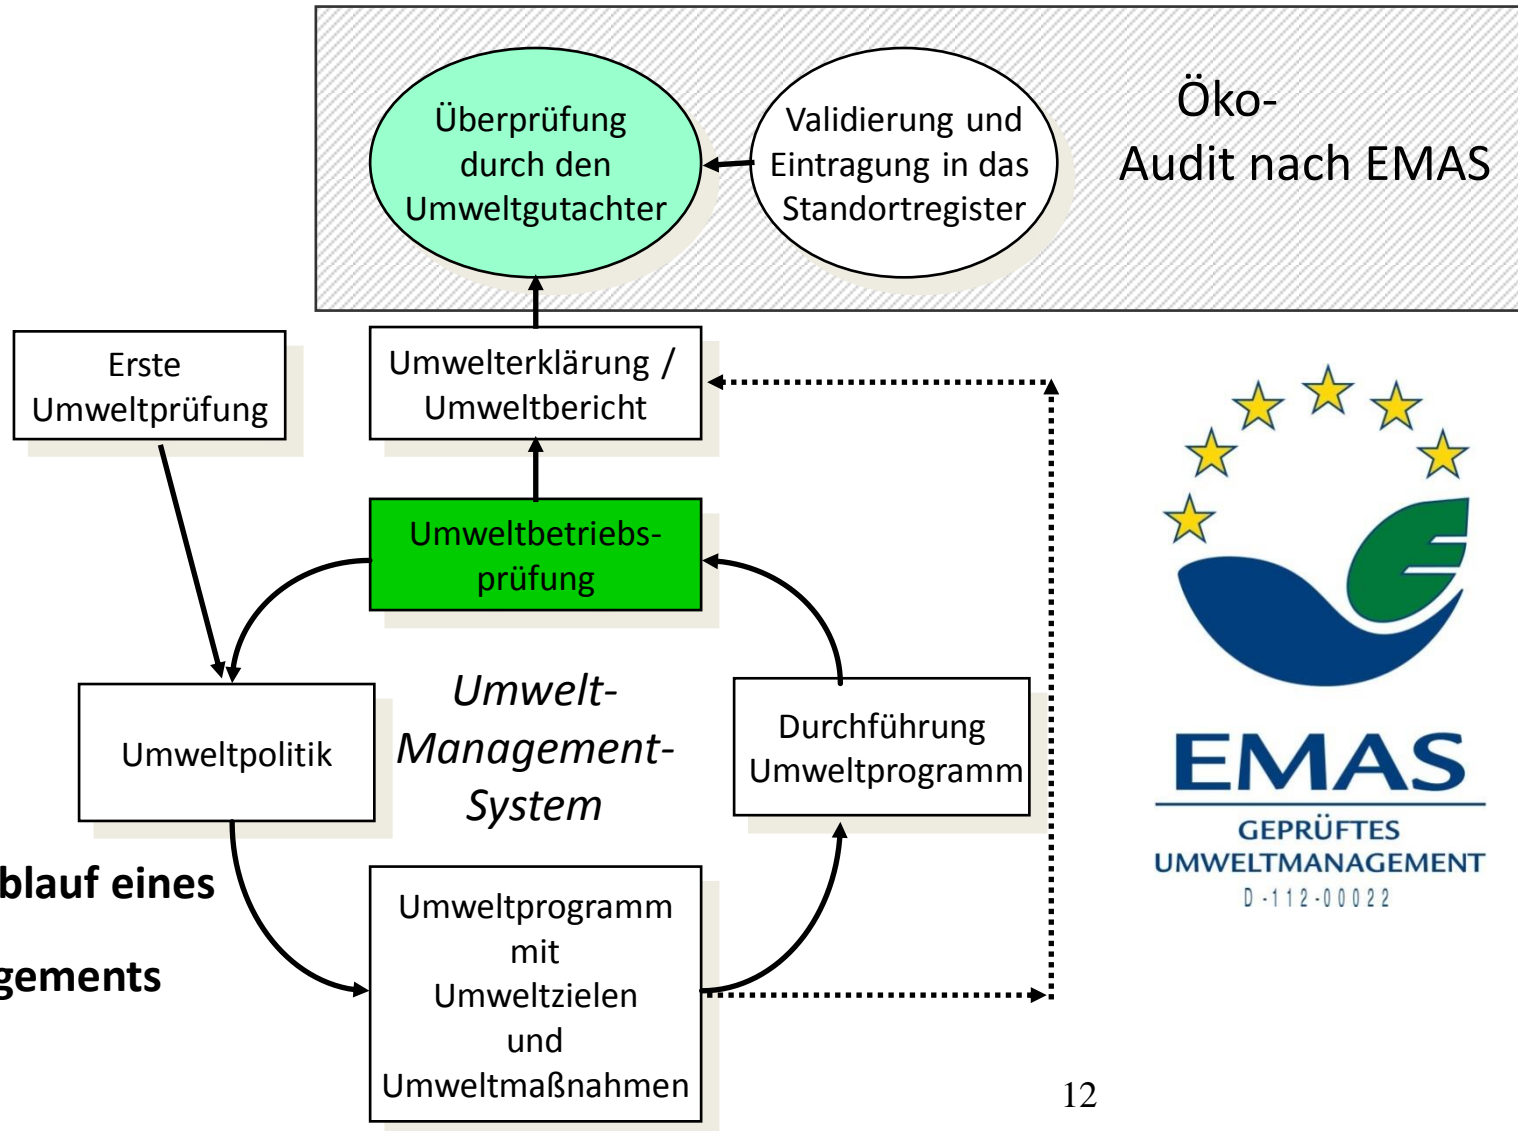 Überprüfung
durch den
Umweltgutachter
Validierung und
Eintragung in das
Standortregister
Öko-
Audit nach EMAS
Erste
Umweltprüfung
Umwelterklärung /
Umweltbericht
Umweltbetriebs-
prüfung
Umweltpolitik
Umwelt-
Management-
System
Durchführung
Umweltprogramm
blauf eines
gements
Umweltprogramm
mit
Umweltzielen
und
Umweltmaßnahmen
EMAS
GEPRÜFTES
UMWELTMANAGEMENT
D-112-00022
12